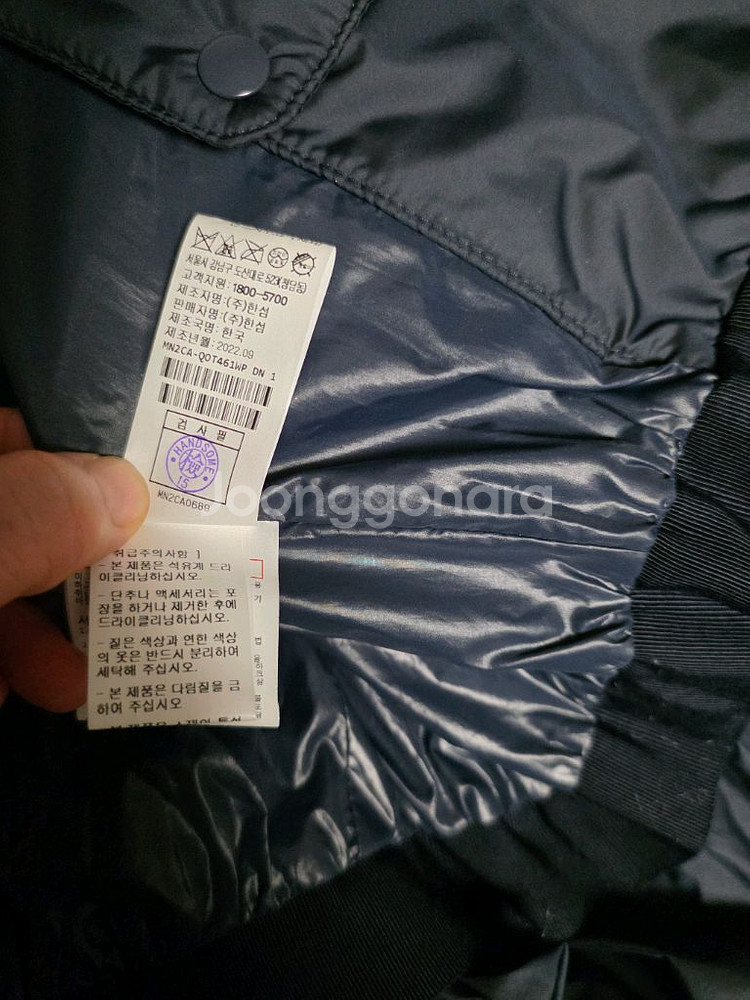 서울시 강남구 도산대로 523(청담동)
고객지원:1800-5700
제조자명:(주)한섬
판매자명:(주)한섬
제조국명: 한국
제조년월:2022.09
MN2CA-QOT461WP DN 1
검 사 필
HANDSOME
15
MN2CA0688
Joonggonara
취급주의사항 ]
- 본 제품은 석유계 드라
이클리닝하십시오.
- 단추나 액세서리는 포
장을 하거나 제거한 후에
드라이클리닝하십시오.
- 짙은 색상과 연한 색상
의 옷은 반드시 분리하여
세탁해 주십시오.
- 본 제품은 다림질을 금
하여 주십시오